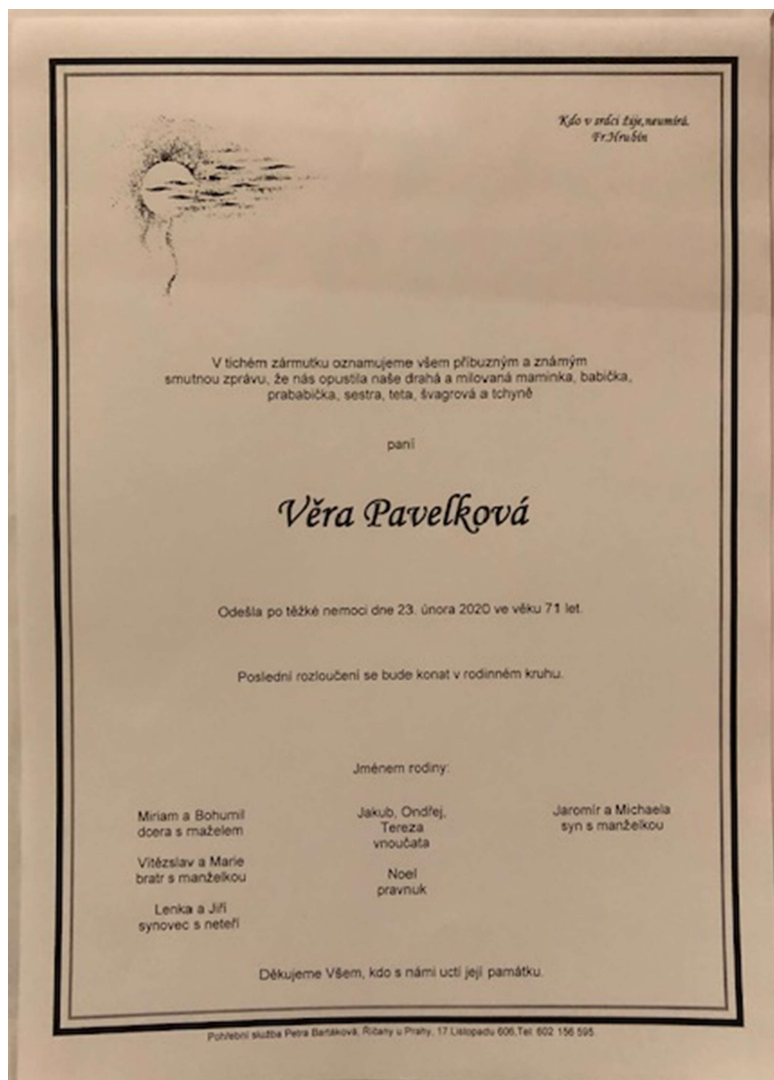 Kdo v srdci žije,neumírá.
Fr.Hrubín
V tichém zármutku oznamujeme všem příbuzným a známým
smutnou zprávu, že nás opustila naše drahá a milovaná maminka, babička,
prababička, sestra, teta, švagrová a tchyně
paní
Věra Pavelková
Odešla po těžké nemoci dne 23. února 2020 ve věku 71 let.
Poslední rozloučení se bude konat v rodinném kruhu.
Jménem rodiny:
Miriam a Bohumil
dcera s maželem
Vítězslav a Marie
bratr s manželkou
Lenka a Jiří
synovec s neteří
Jakub, Ondřej,
Tereza
vnoučata
Noel
pravnuk
Jaromír a Michaela
syn s manželkou
Děkujeme Všem, kdo s námi uctí její památku.
Pohřební služba Petra Bartáková, Říčany u Prahy, 17 Listopadu 606,Tel: 602 156 595